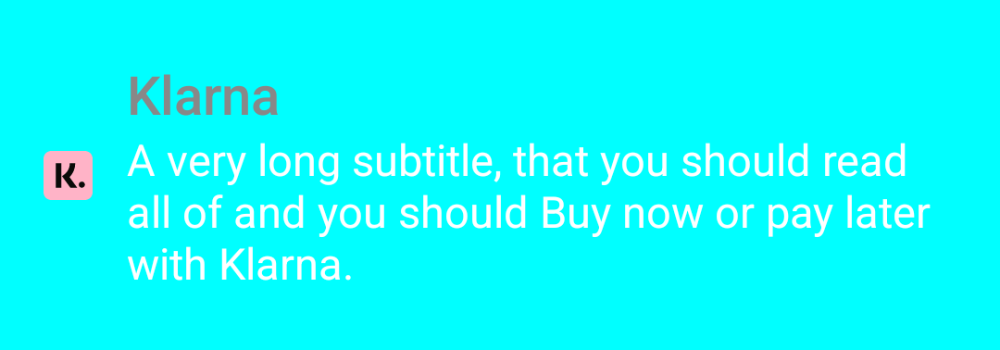 Klarna
K.
A very long subtitle, that you should read
all of and you should Buy now or pay later
with Klarna.